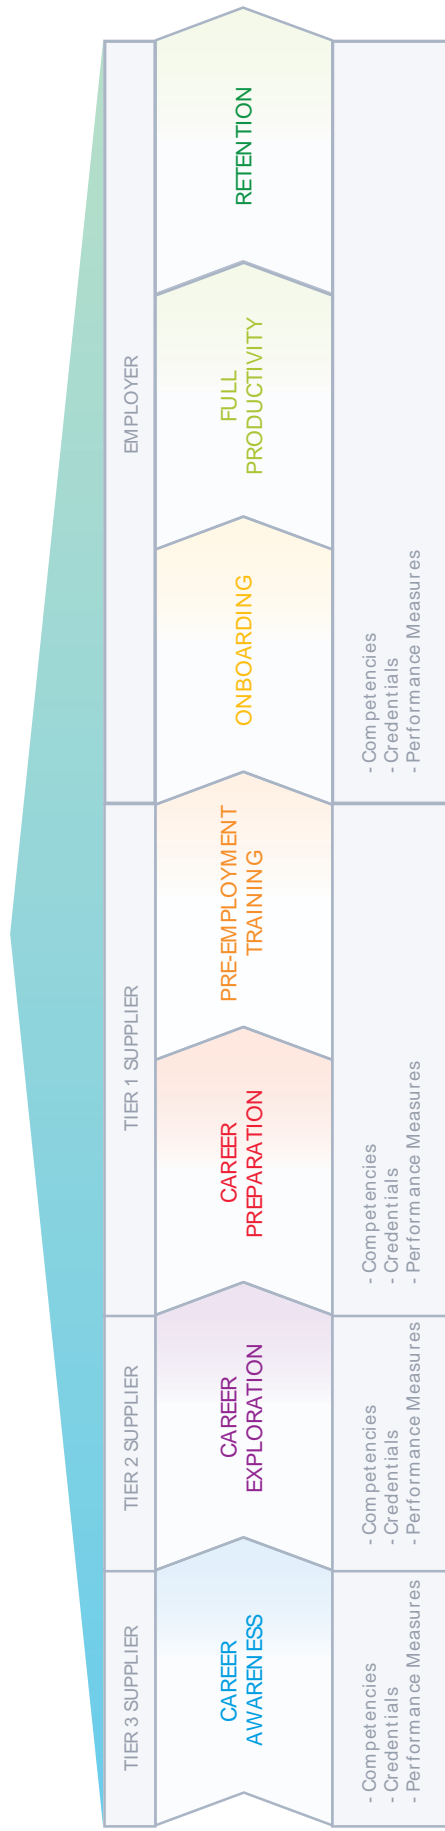 TIER 3 SUPPLIER
TIER 2 SUPPLIER
TIER 1 SUPPLIER
EMPLOYER
CAREER
AWARENESS
CAREER
EXPLORATION
CAREER
PREPARATION
PRE-EMPLOYMENT
TRAINING
ONBOARDING
FULL
PRODUCTIVITY
RETENTION
- Competencies
- Credentials
- Performance Measures
- Competencies
- Credentials
- Performance Measures
- Competencies
- Credentials
- Performance Measures
- Competencies
- Credentials
- Performance Measures